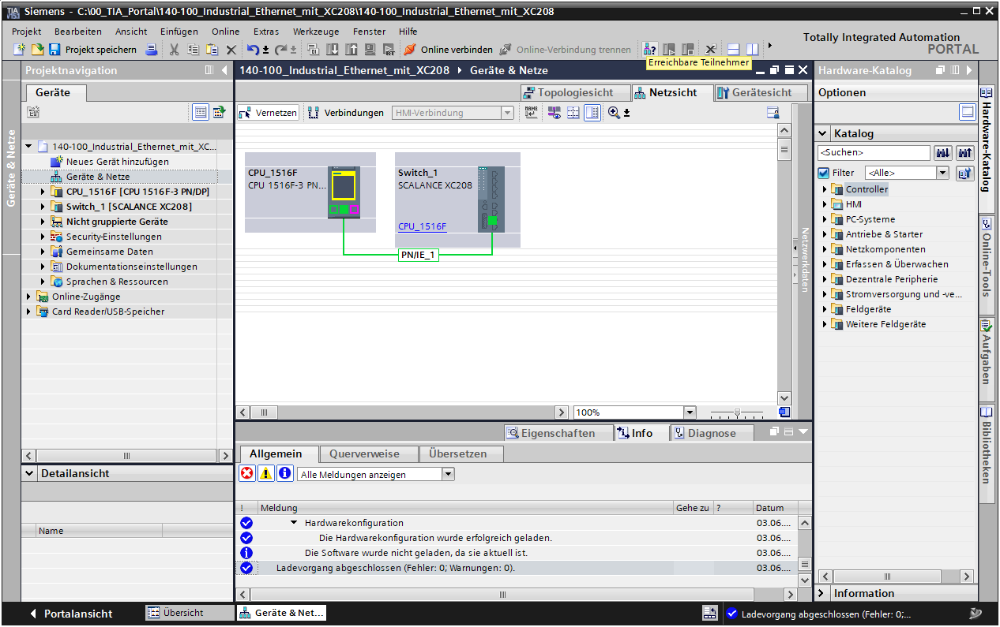 Siemens - C:\00_TIA_Portal\140-100_Industrial_Ethernet_mit_XC208\140-100_Industrial_Ethernet_mit_XC208
Projekt Bearbeiten Ansicht Einfügen Online Extras Werkzeuge Fenster Hilfe
Totally Integrated Automation
PORTAL
Projekt speichern Online verbinden Online-Verbindung trennen
Erreichbare Teilnehmer
Projektnavigation
140-100_Industrial_Ethernet_mit_XC208 Geräte & Netze
Hardware-Katalog
Geräte
Topologiesicht Netzsicht Gerätesicht
Optionen
Vernetzen Verbindungen HMI-Verbindung
Geräte & Netze
140-100_Industrial_Ethernet_mit_XC...
Neues Gerät hinzufügen
Geräte & Netze
CPU_1516F [CPU 1516F-3 PN/DP]
Switch_1 [SCALANCE XC208]
Nicht gruppierte Geräte
Security-Einstellungen
Gemeinsame Daten
Dokumentationseinstellungen
Sprachen & Ressourcen
Online-Zugänge
Card Reader/USB-Speicher
CPU_1516F
CPU 1516F-3 PN...
Switch_1
SCALANCE XC208
CPU_1516F
PN/IE_1
Netzwerkdaten
100%
Katalog
<Suchen>
Filter <Alle>
Controller
HMI
PC-Systeme
Antriebe & Starter
Netzkomponenten
Erfassen & Überwachen
Dezentrale Peripherie
Stromversorgung und -ve...
Feldgeräte
Weitere Feldgeräte
Hardware-Katalog
Online-Tools
Aufgaben
Bibliotheken
Information
Detailansicht
Name
Eigenschaften Info Diagnose
Allgemein Querverweise Übersetzen
Alle Meldungen anzeigen
! Meldung Gehe zu ? Datum
Hardwarekonfiguration 03.06....
Die Hardwarekonfiguration wurde erfolgreich geladen. 03.06....
Die Software wurde nicht geladen, da sie aktuell ist. 03.06....
Ladevorgang abgeschlossen (Fehler: 0; Warnungen: 0). 03.06....
Portalansicht Übersicht Geräte & Net... Ladevorgang abgeschlossen (Fehler: 0;...